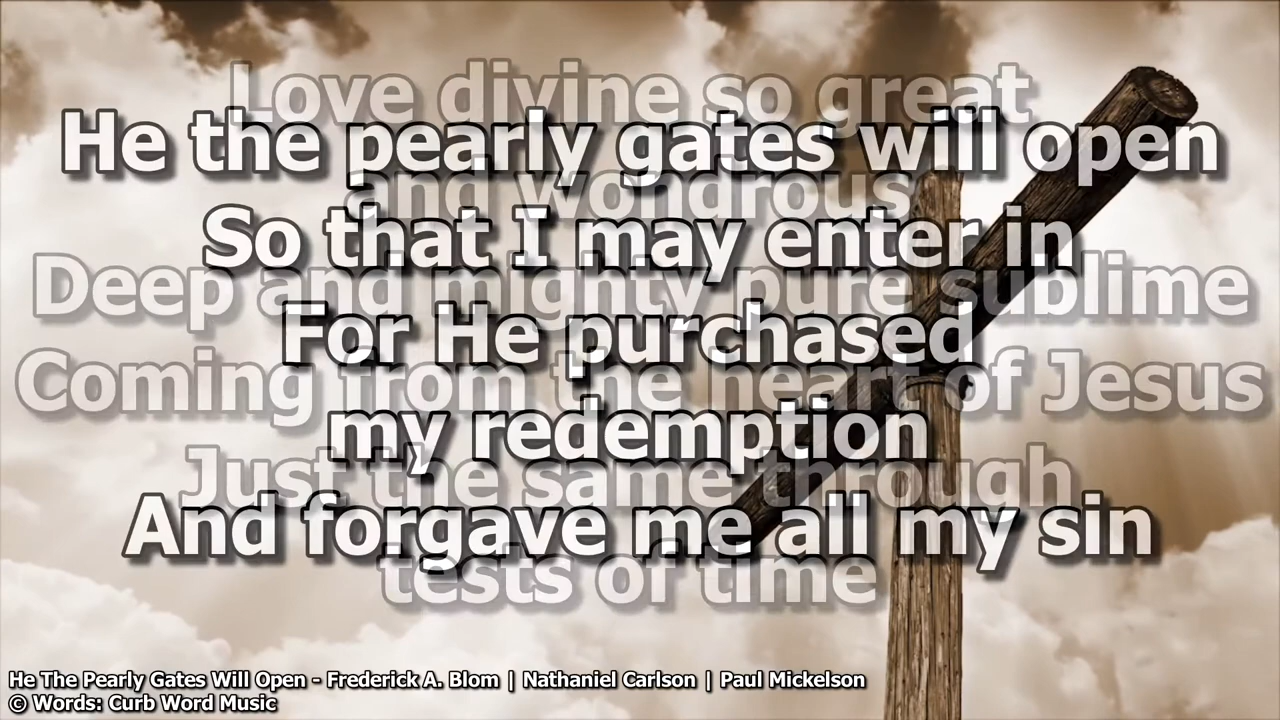 Love divine so great
He the pearly gates will open
and wondrous
So that I may enter in
Deep and mighty pure sublime
For He purchased
Coming from the heart of Jesus
my redemption
Just the same through
And forgave me all my sin
tests of time
He The Pearly Gates Will Open - Frederick A. Blom | Nathaniel Carlson | Paul Mickelson
© Words: Curb Word Music